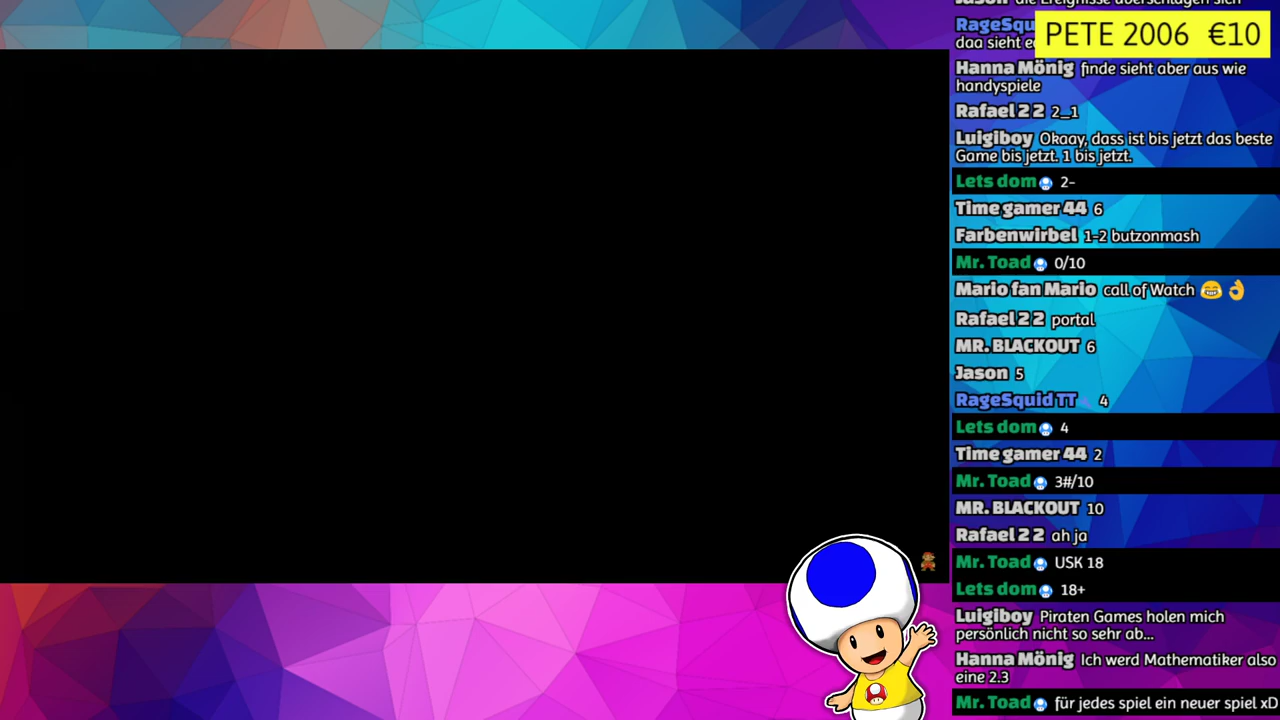 Jason die Ereignisse überschlagen sich
PETE 2006 €10
RageSqu
daa sieht
Hanna Mönig finde sieht aber aus wie
handyspiele
Rafael 2 2 2_1
Luigiboy Okaay, dass ist bis jetzt das beste
Game bis jetzt. 1 bis jetzt.
Lets dom 2-
Time gamer 44 6
Farbenwirbel 1-2 butzonmash
Mr. Toad 0/10
Mario fan Mario call of Watch 😂 👌
Rafael 2 2 portal
MR. BLACKOUT 6
Jason 5
RageSquid TT 4
Lets dom 4
Time gamer 44 2
Mr. Toad 3#/10
MR. BLACKOUT 10
Rafael 2 2 ah ja
Mr. Toad USK 18
Lets dom 18+
Luigiboy Piraten Games holen mich
persönlich nicht so sehr ab...
Hanna Mönig Ich werd Mathematiker also
eine 2.3
Mr. Toad für jedes spiel ein neuer spiel xD